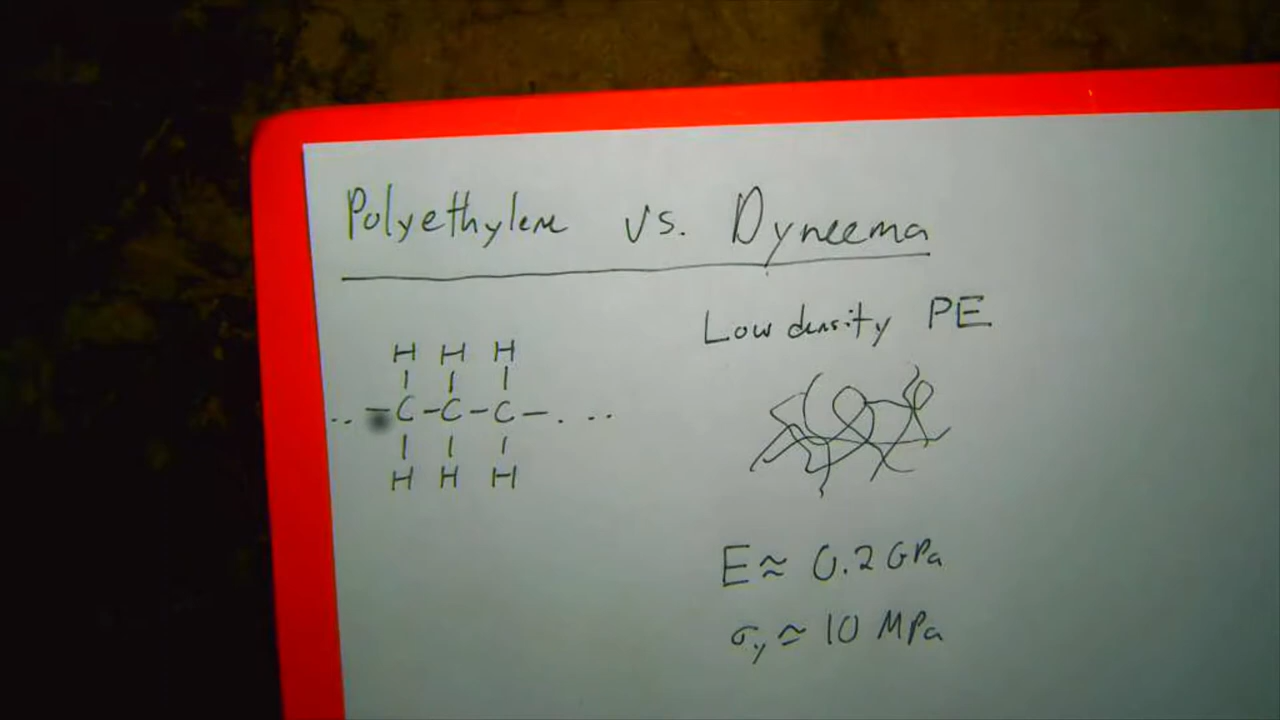 Polyethylene vs. Dyneema
H H H
.. -C-C-C-. ..
H H H
Low density PE
E ≈ 0.2 GPa
σy ≃ 10 MPa